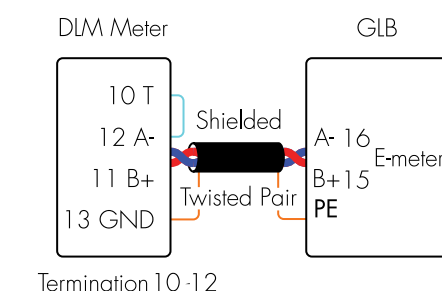 DLM Meter
GLB
10 T
12 A-
11 B+
13 GND
Shielded
Twisted Pair
A- 16
B+15
PE
E-meter
Termination 10 -12